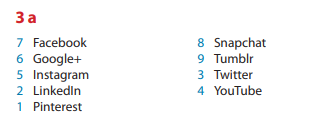 3 a
7 Facebook
6 Google+
5 Instagram
2 LinkedIn
1 Pinterest
8 Snapchat
9 Tumblr
3 Twitter
4 YouTube